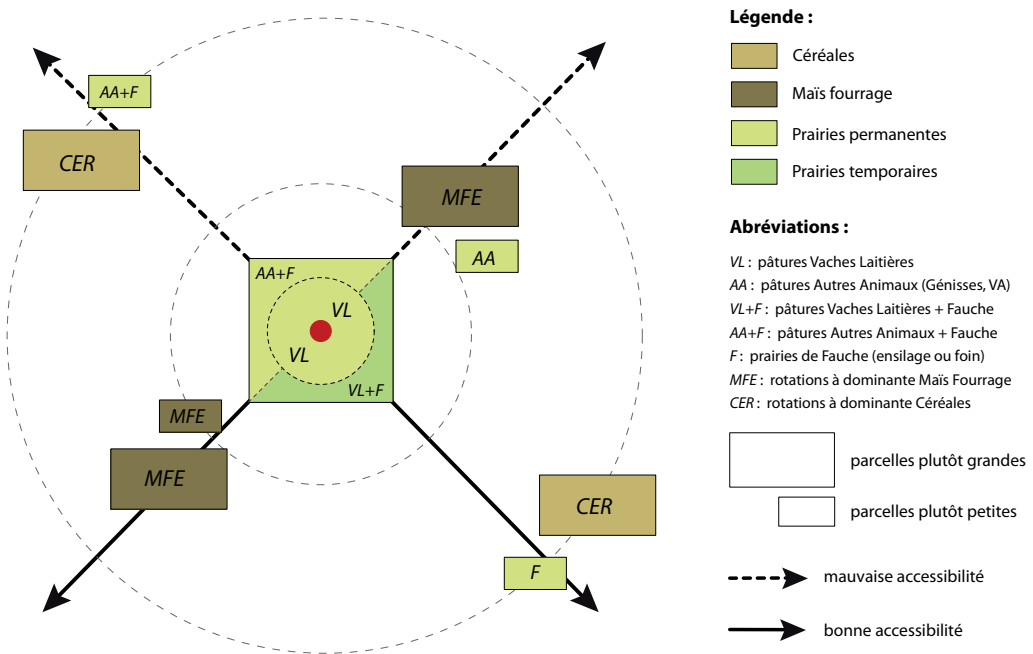 AA+F
CER
MFE
AA
AA+F
VL
VL
VL+F
MFE
MFE
CER
F
Légende :
Céréales
Maïs fourrage
Prairies permanentes
Prairies temporaires
Abréviations :
VL : pâtures Vaches Laitières
AA : pâtures Autres Animaux (Génisses, VA)
VL+F : pâtures Vaches Laitières + Fauche
AA+F : pâtures Autres Animaux + Fauche
F : prairies de Fauche (ensilage ou foin)
MFE : rotations à dominante Maïs Fourrage
CER : rotations à dominante Céréales
parcelles plutôt grandes
parcelles plutôt petites
mauvaise accessibilité
bonne accessibilité